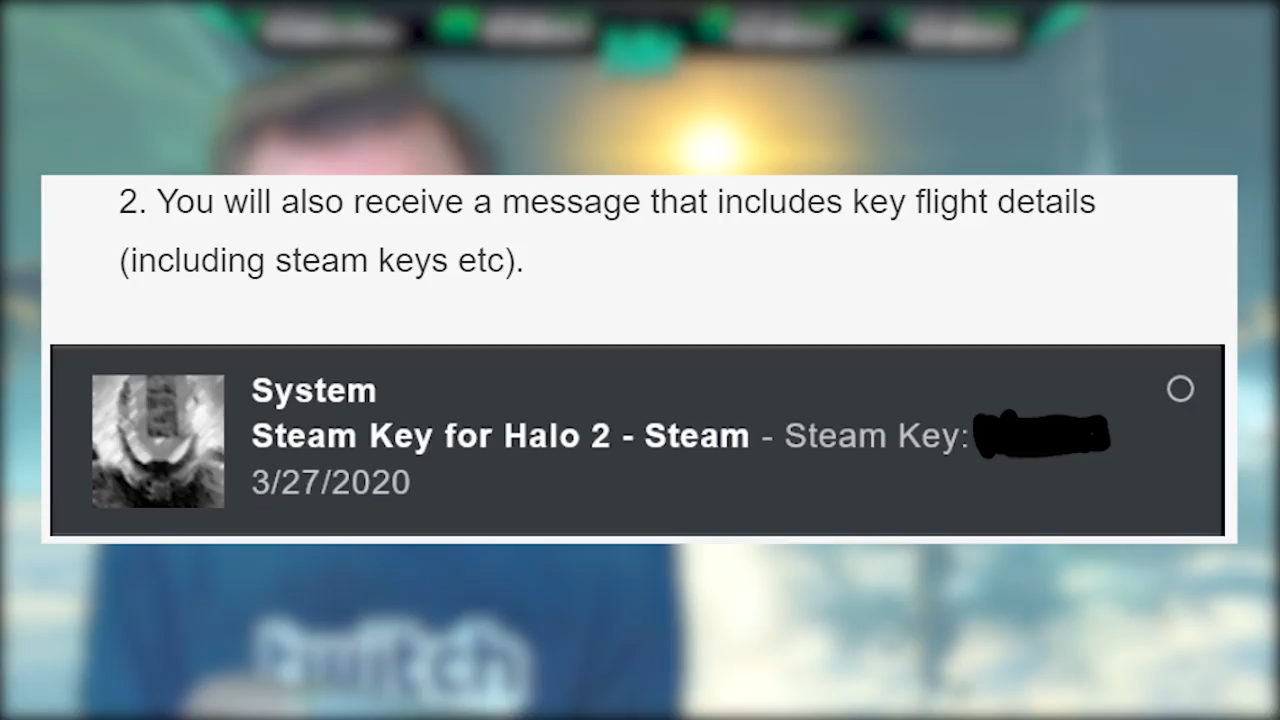 2. You will also receive a message that includes key flight details
(including steam keys etc).
System
Steam Key for Halo 2 - Steam - Steam Key:
3/27/2020
twitch